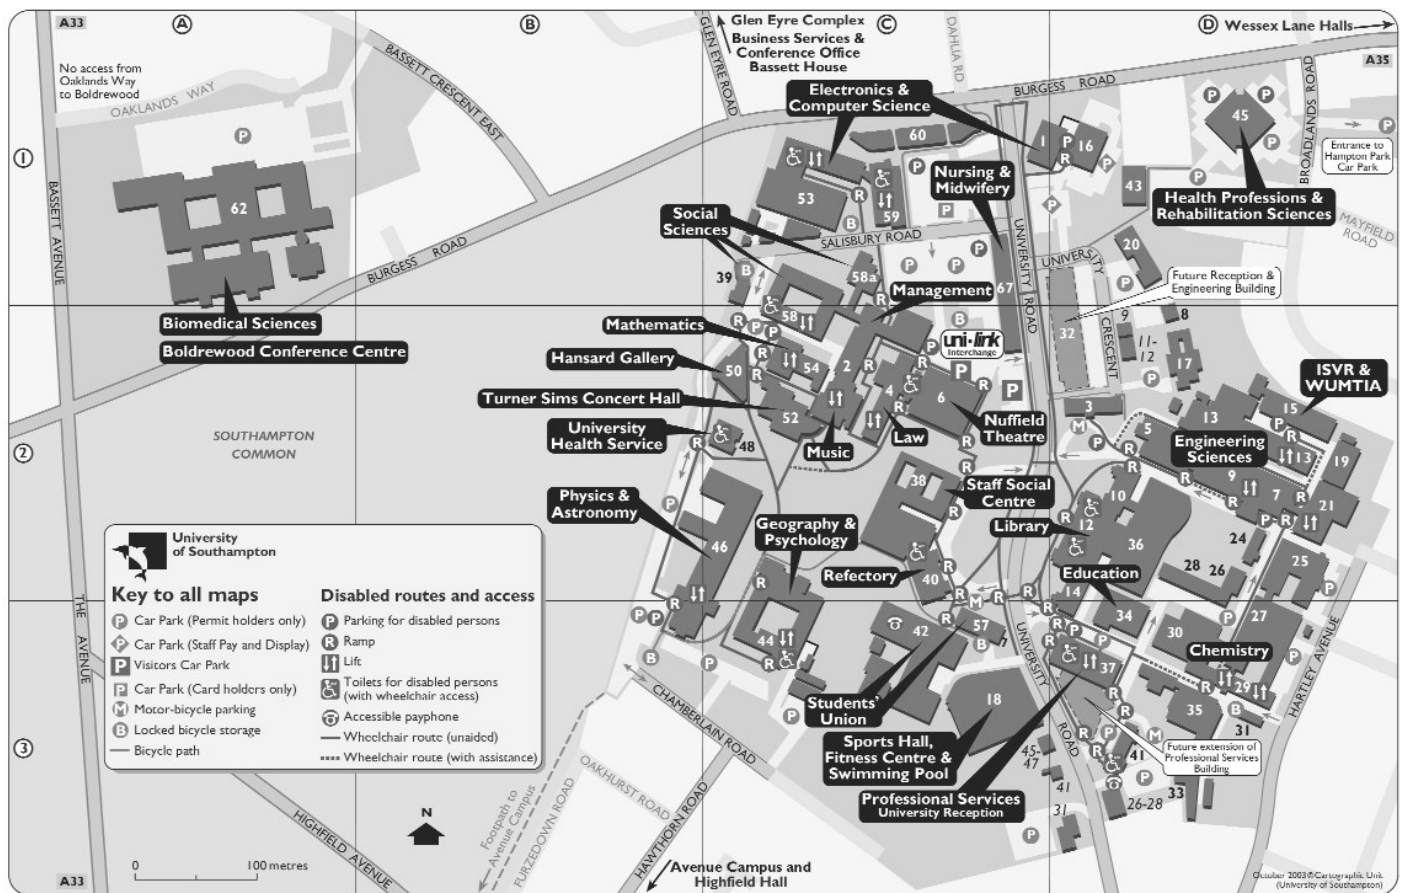 A33
A
B
Glen Eyre Complex
Business Services &
Conference Office
Bassett House
C
D
Wessex Lane Halls
A35
No access from
Oaklands Way
to Boldrewood
OAKLANDS WAY
BASSETT CRESCENT EAST
GLEN EYRE ROAD
DAHLIA RD
BURGESS ROAD
BROADLANDS ROAD
Electronics &
Computer Science
60
1
P
16
45
P
Entrance to
Hampton Park
Car Park
1
62
53
59
Nursing &
Midwifery
43
Health Professions &
Rehabilitation Sciences
MAYFIELD
ROAD
BASSETT AVENUE
BURGESS ROAD
Social
Sciences
SALISBURY ROAD
UNIVERSITY ROAD
UNIVERSITY
CRESCENT
20
39
B
58a
Management
67
Future Reception &
Engineering Building
Biomedical Sciences
Boldrewood Conference Centre
Mathematics
58
uni·link
Interchange
32
9
8
11-
12
17
Hansard Gallery
50
54
2
4
6
ISVR &
WUMTIA
Turner Sims Concert Hall
52
3
13
15
University
Health Service
48
Music
Law
Nuffield
Theatre
M
5
Engineering
Sciences
13
19
2
SOUTHAMPTON
COMMON
38
Staff Social
Centre
9
7
21
Physics &
Astronomy
46
Geography &
Psychology
Library
10
12
36
24
25
Refectory
40
Education
28
26
14
34
30
27
44
42
57
M
Chemistry
37
29
35
31
Students'
Union
18
Sports Hall,
Fitness Centre &
Swimming Pool
45-
47
41
31
Professional Services
University Reception
41
26-28
33
Future extension of
Professional Services
Building
UNIVERSITY
ROAD
HARTLEY AVENUE
CHAMBERLAIN ROAD
OAKHURST ROAD
HAWTHORN ROAD
FURZEDOWN ROAD
Footpath to
Avenue Campus
THE AVENUE
HIGHFIELD AVENUE
3
University
of Southampton
Key to all maps
P Car Park (Permit holders only)
P Car Park (Staff Pay and Display)
P Visitors Car Park
P Car Park (Card holders only)
M Motor-bicycle parking
B Locked bicycle storage
Bicycle path
Disabled routes and access
P Parking for disabled persons
R Ramp
Lift
Toilets for disabled persons
(with wheelchair access)
Accessible payphone
Wheelchair route (unaided)
Wheelchair route (with assistance)
N
0 100 metres
A33
Avenue Campus and
Highfield Hall
October 2003 © Cartographic Unit
(University of Southampton)